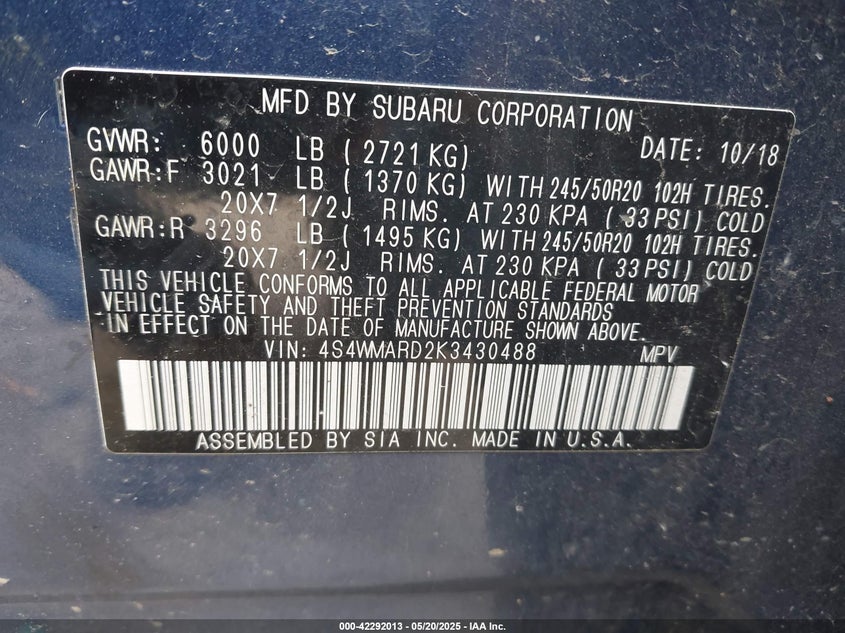 MFD BY SUBARU CORPORATION
GVWR: 6000 LB ( 2721 KG) DATE: 10/18
GAWR:F 3021 LB ( 1370 KG) WITH 245/50R20 102H TIRES.
20X7 1/2J RIMS. AT 230 KPA ( 33 PSI) COLD
GAWR:R 3296 LB ( 1495 KG) WITH 245/50R20 102H TIRES.
20X7 1/2J RIMS. AT 230 KPA ( 33 PSI) COLD
THIS VEHICLE CONFORMS TO ALL APPLICABLE FEDERAL MOTOR
VEHICLE SAFETY AND THEFT PREVENTION STANDARDS
IN EFFECT ON THE DATE OF MANUFACTURE SHOWN ABOVE.
VIN: 4S4WMARD2K3430488 MPV
ASSEMBLED BY SIA INC. MADE IN U.S.A.
000-42292013 - 05/20/2025 - IAA Inc.